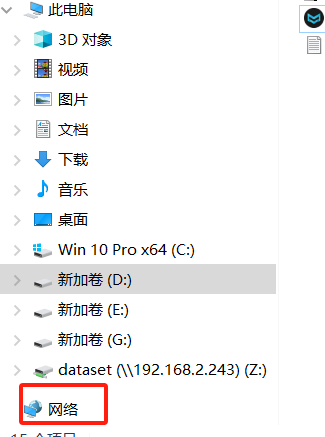 此电脑
3D 对象
视频
图片
文档
下载
音乐
桌面
Win 10 Pro x64 (C:)
新加卷 (D:)
新加卷 (E:)
新加卷 (G:)
dataset (\\192.168.2.243) (Z:)
网络